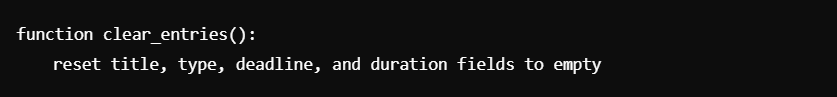 function clear_entries():
    reset title, type, deadline, and duration fields to empty